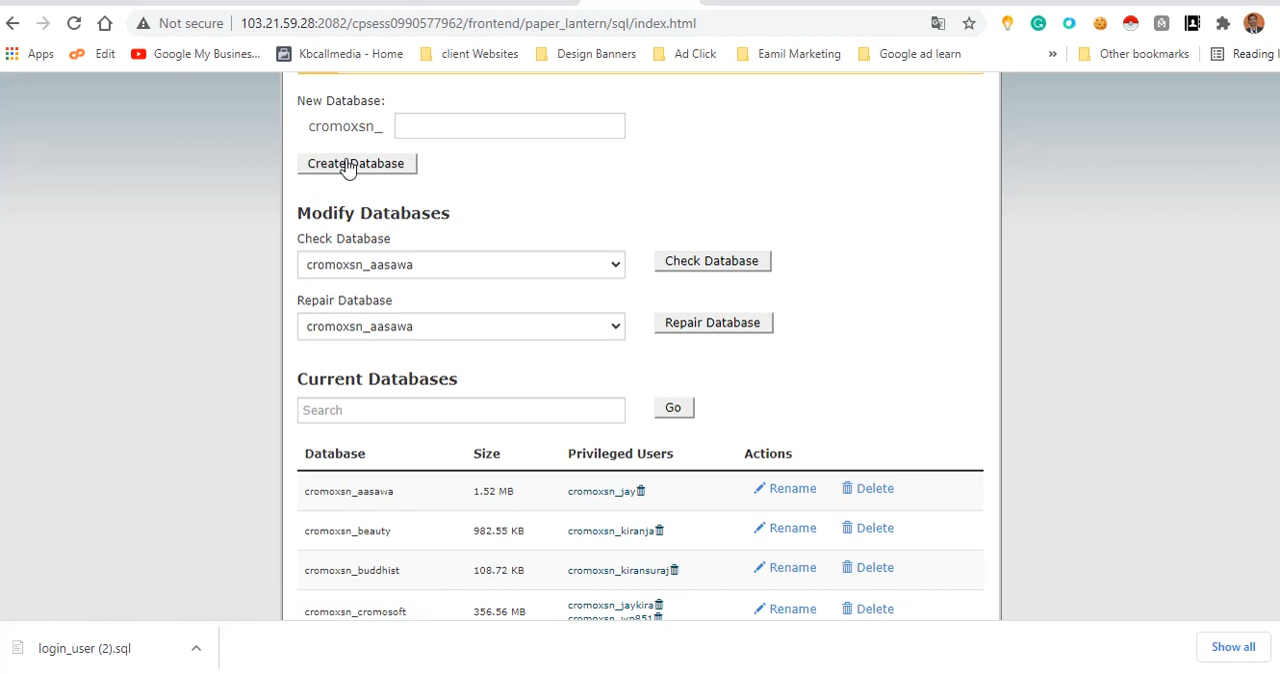 Not secure 103.21.59.28:2082/cpsess0990577962/frontend/paper_lantern/sql/index.html
Apps cP Edit Google My Busines... Kbcallmedia - Home client Websites Design Banners Ad Click Eamil Marketing Google ad learn » Other bookmarks Reading l
New Database:
cromoxsn_
Create Database
Modify Databases
Check Database
cromoxsn_aasawa Check Database
Repair Database
cromoxsn_aasawa Repair Database
Current Databases
Search Go
Database Size Privileged Users Actions
cromoxsn_aasawa 1.52 MB cromoxsn_jay Rename Delete
cromoxsn_beauty 982.55 KB cromoxsn_kiranja Rename Delete
cromoxsn_buddhist 108.72 KB cromoxsn_kiransuraj Rename Delete
cromoxsn_cromosoft 356.56 MB cromoxsn_jaykira Rename Delete
cromoxsn_wp851
login_user (2).sql Show all